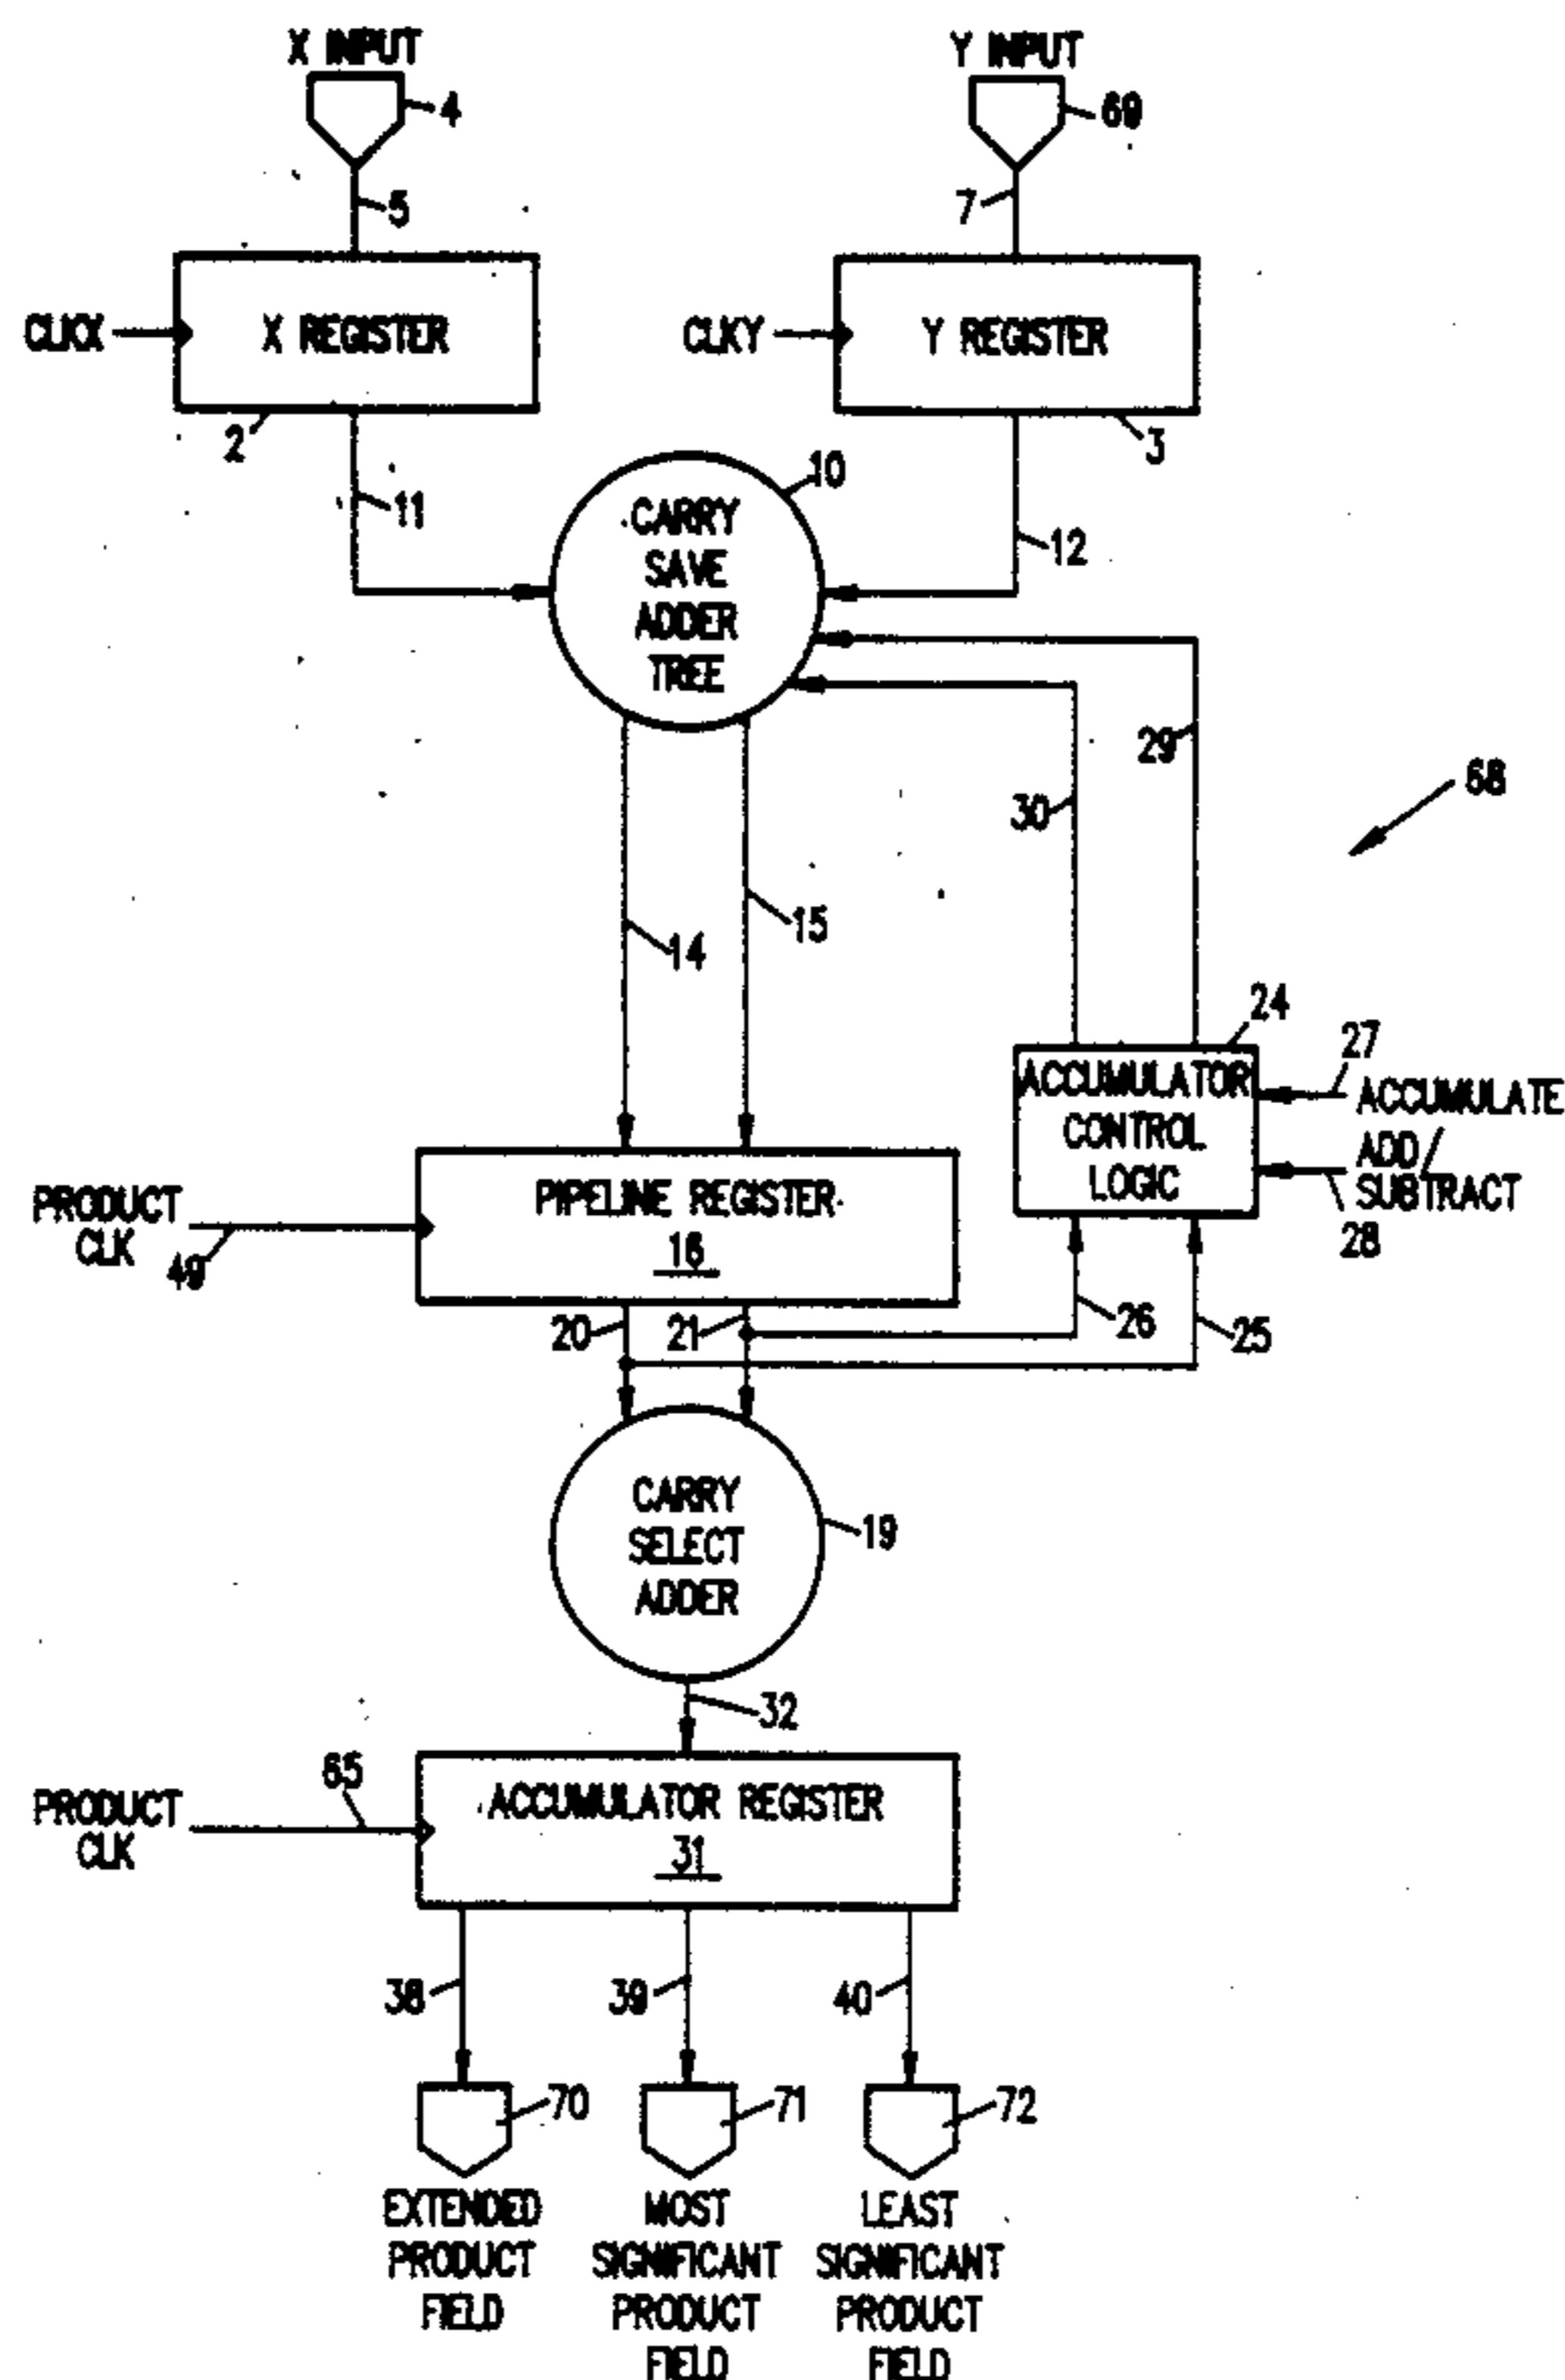 X INPUT
4
5
Y INPUT
69
7
CLKX
X REGISTER
2
CLKY
Y REGISTER
3
11
12
10
CARRY
SAVE
ADDER
TREE
29
30
68
14
15
24
ACCUMULATOR
CONTROL
LOGIC
27
ACCUMULATE
ADD/
SUBTRACT
28
PRODUCT
CLK
49
PIPELINE REGISTER
16
20
21
26
25
CARRY
SELECT
ADDER
19
32
PRODUCT
CLK
65
ACCUMULATOR REGISTER
31
38
39
40
70
71
72
EXTENDED
PRODUCT
FIELD
MOST
SIGNIFICANT
PRODUCT
FIELD
LEAST
SIGNIFICANT
PRODUCT
FIELD